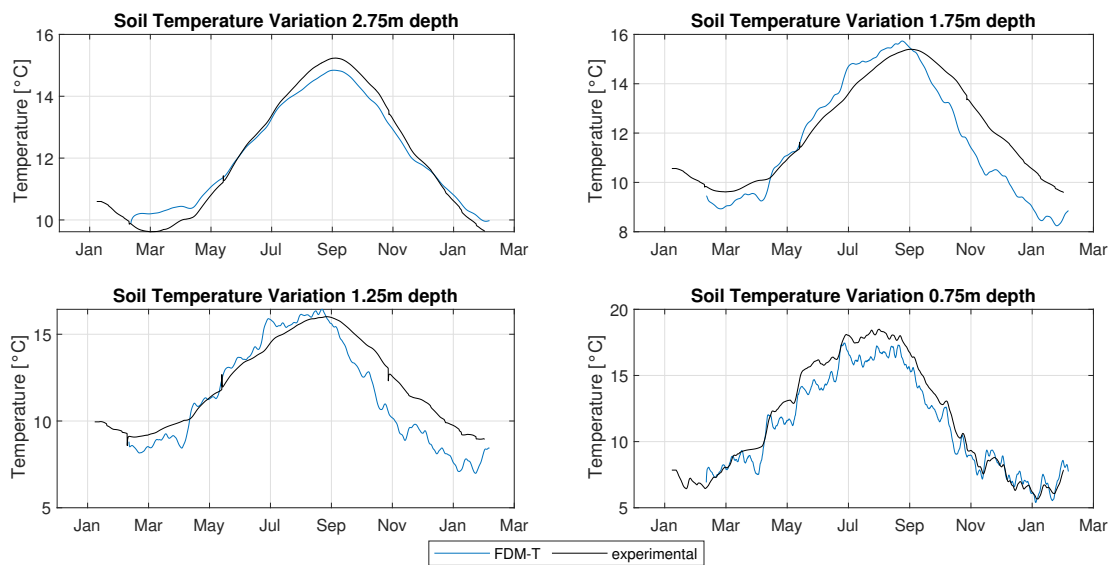 Soil Temperature Variation 2.75m depth
Temperature [°C]
16
14
12
10
Jan Mar May Jul Sep Nov Jan Mar
Soil Temperature Variation 1.75m depth
Temperature [°C]
16
14
12
10
8
Jan Mar May Jul Sep Nov Jan Mar
Soil Temperature Variation 1.25m depth
Temperature [°C]
15
10
5
Jan Mar May Jul Sep Nov Jan Mar
Soil Temperature Variation 0.75m depth
Temperature [°C]
20
15
10
5
Jan Mar May Jul Sep Nov Jan Mar
FDM-T experimental